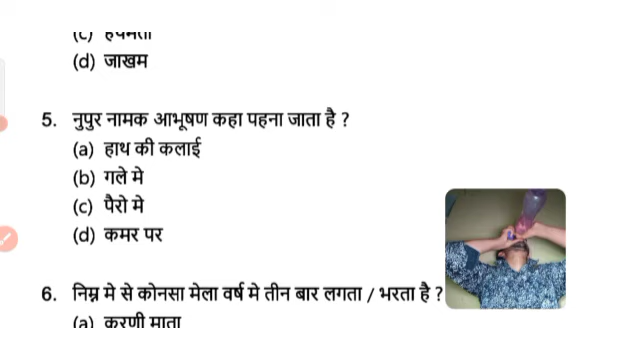 (d) जाखम
5. नुपुर नामक आभूषण कहा पहना जाता है ?
(a) हाथ की कलाई
(b) गले मे
(c) पैरो मे
(d) कमर पर
6. निम्न मे से कोनसा मेला वर्ष मे तीन बार लगता / भरता है ?
(a) करणी माता